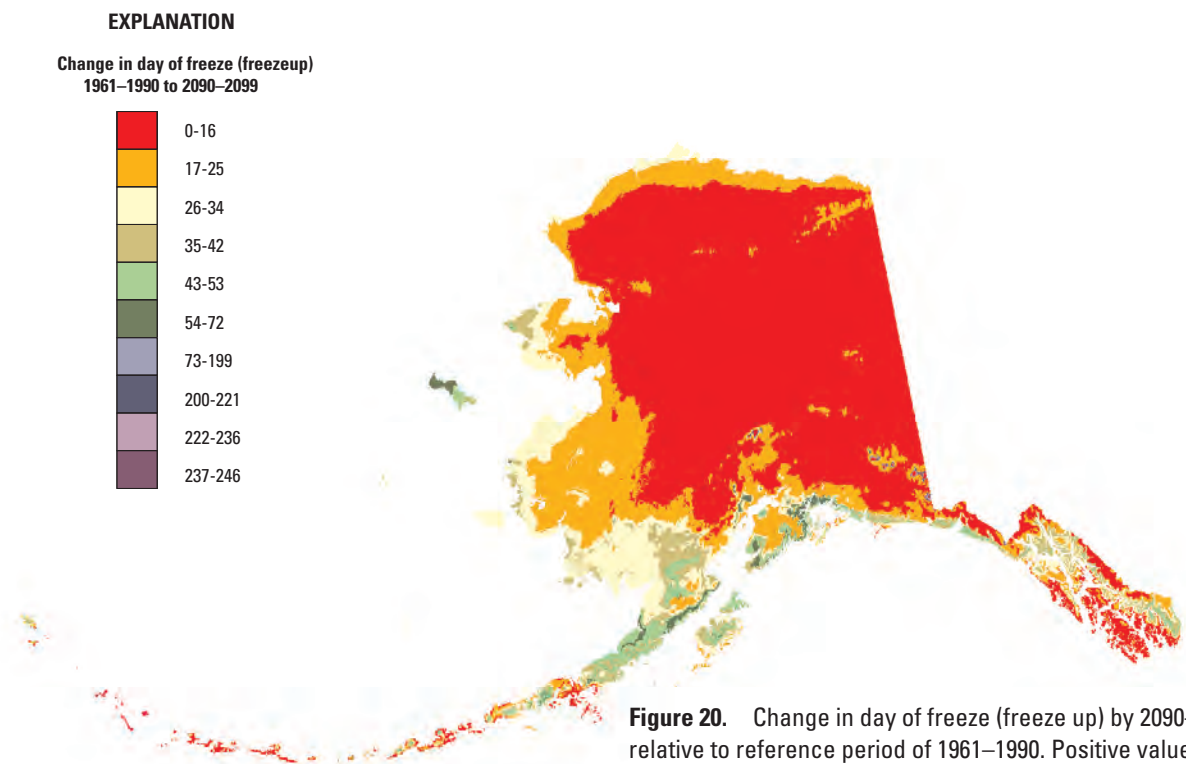 EXPLANATION
Change in day of freeze (freezeup)
1961–1990 to 2090–2099
0-16
17-25
26-34
35-42
43-53
54-72
73-199
200-221
222-236
237-246
Figure 20. Change in day of freeze (freeze up) by 2090-
relative to reference period of 1961–1990. Positive value